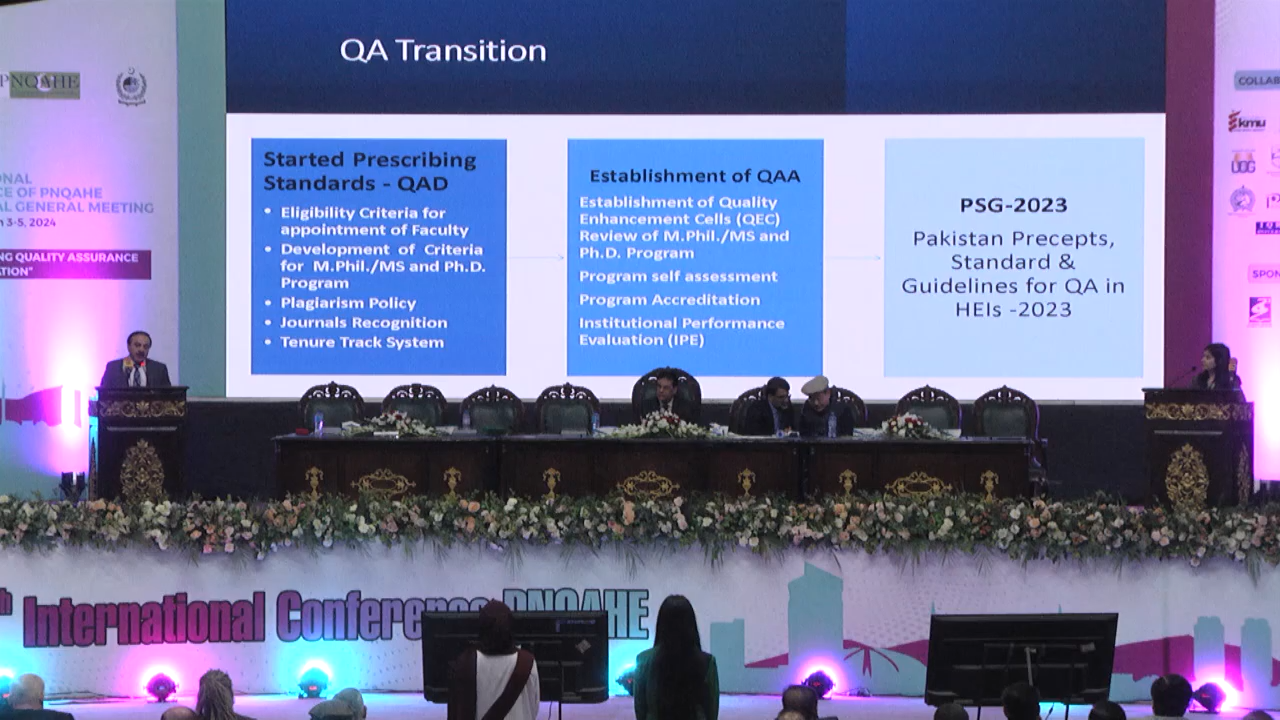 QA Transition
PNQAHE
COLLAB
kmu
Started Prescribing
Standards - QAD
• Eligibility Criteria for
appointment of Faculty
• Development of Criteria
for M.Phil./MS and Ph.D.
Program
• Plagiarism Policy
• Journals Recognition
• Tenure Track System
Establishment of QAA
Establishment of Quality
Enhancement Cells (QEC)
Review of M.Phil./MS and
Ph.D. Program
Program self assessment
Program Accreditation
Institutional Performance
Evaluation (IPE)
PSG-2023
Pakistan Precepts,
Standard &
Guidelines for QA in
HEIs -2023
ONAL
CE OF PNQAHE
AL GENERAL MEETING
3-5, 2024
NG QUALITY ASSURANCE
ATION"
SPON
th International Conference PNQAHE